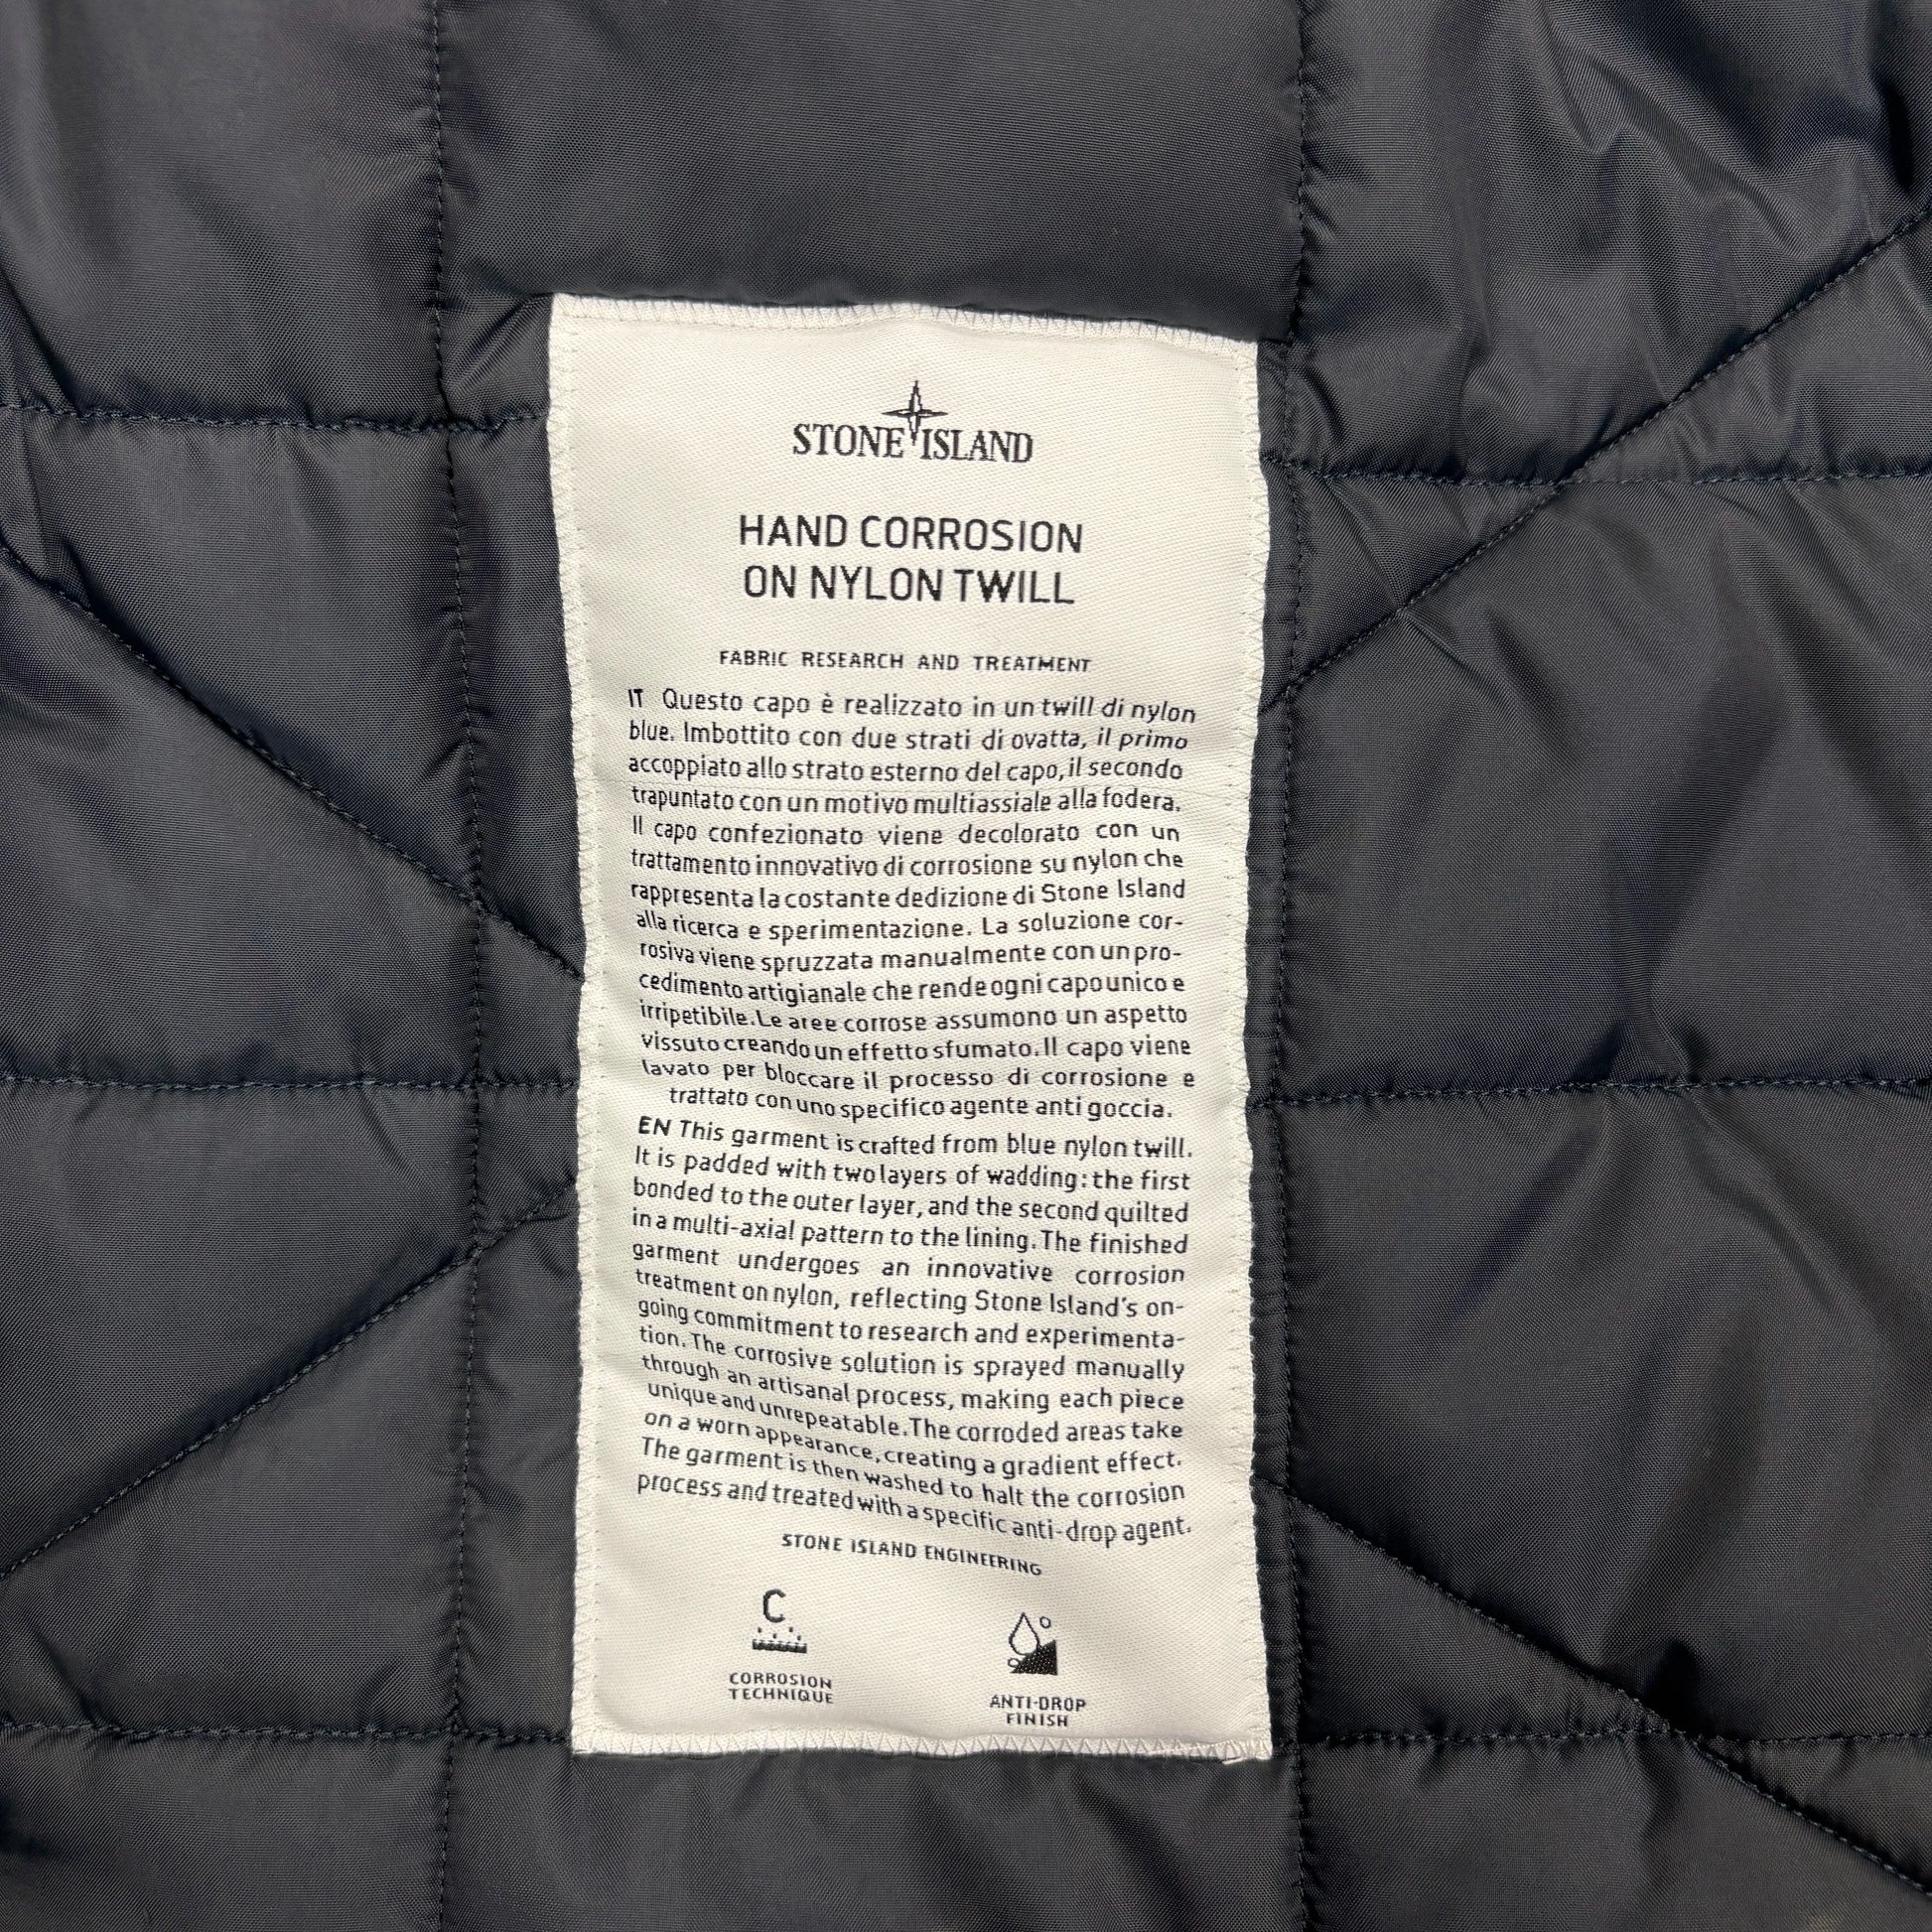 STONE ISLAND
HAND CORROSION
ON NYLON TWILL
FABRIC RESEARCH AND TREATMENT
IT Questo capo è realizzato in un twill di nylon
blue. Imbottito con due strati di ovatta, il primo
accoppiato allo strato esterno del capo, il secondo
trapuntato con un motivo multiassiale alla fodera.
Il capo confezionato viene decolorato con un
trattamento innovativo di corrosione su nylon che
rappresenta la costante dedizione di Stone Island
alla ricerca e sperimentazione. La soluzione cor-
rosiva viene spruzzata manualmente con un pro-
cedimento artigianale che rende ogni capo unico e
irripetibile. Le aree corrose assumono un aspetto
vissuto creando un effetto sfumato. Il capo viene
lavato per bloccare il processo di corrosione e
trattato con uno specifico agente anti goccia.
EN This garment is crafted from blue nylon twill.
It is padded with two layers of wadding: the first
bonded to the outer layer, and the second quilted
in a multi-axial pattern to the lining. The finished
garment undergoes an innovative corrosion
treatment on nylon, reflecting Stone Island's on-
going commitment to research and experimenta-
tion. The corrosive solution is sprayed manually
through an artisanal process, making each piece
unique and unrepeatable. The corroded areas take
on a worn appearance, creating a gradient effect.
The garment is then washed to halt the corrosion
process and treated with a specific anti-drop agent.
STONE ISLAND ENGINEERING
C
CORROSION
TECHNIQUE
ANTI-DROP
FINISH